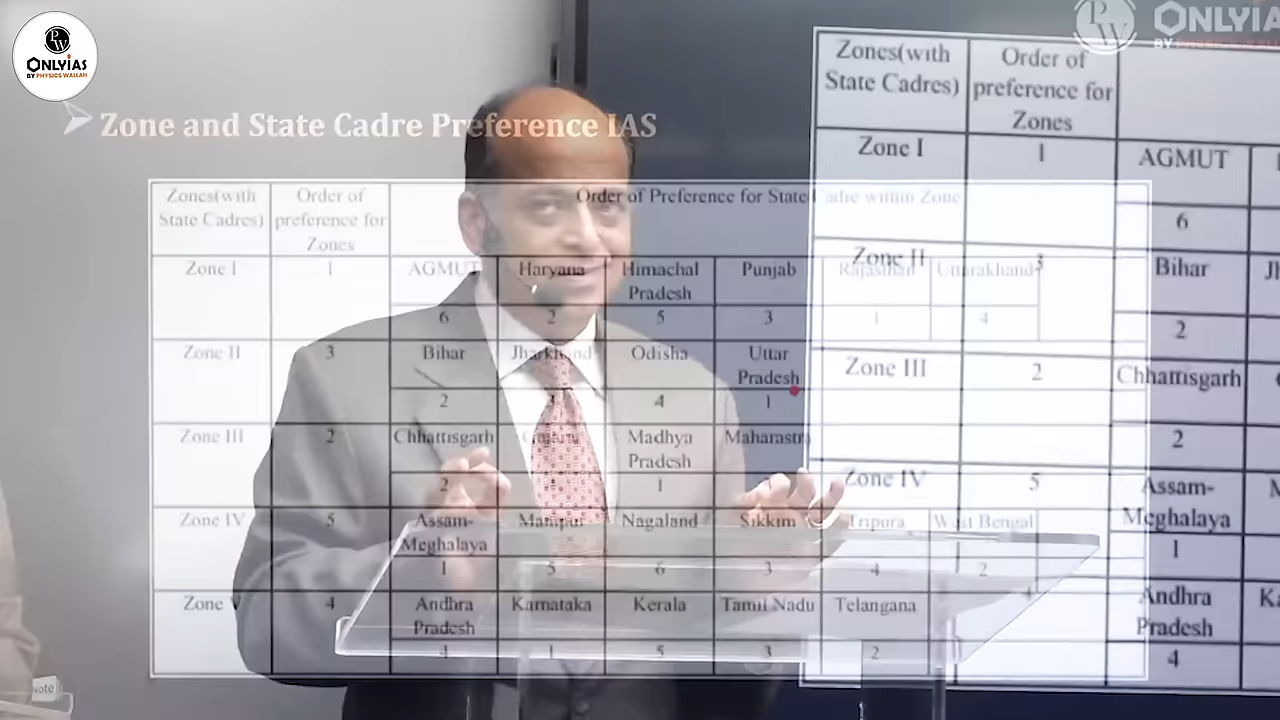 PW
ONLYIAS
BY PHYSICS WALLAH
Zone and State Cadre Preference IAS
Zones(with State Cadres) Order of preference for Zones Order of Preference for State Cadre within Zone
Zone I 1 AGMUT Haryana Himachal Pradesh Punjab Rajasthan Uttarakhand
6 2 5 3 1 4
Zone II 3 Bihar Jharkhand Odisha Uttar Pradesh
2 4 1
Zone III 2 Chhattisgarh Madhya Pradesh
2 1
Zone IV 5 Assam-Meghalaya Manipur Nagaland Sikkim Tripura West Bengal
1 5 6 3 4 2
Zone 4 Andhra Pradesh Karnataka Kerala Tamil Nadu Telangana
4 1 5 3 2
PW
Zones(with State Cadres) Order of preference for Zones
Zone I 1 AGMUT
6
Zone II 3 Bihar
2
Zone III 2 Chhattisgarh
2
Zone IV 5 Assam-Meghalaya
1
4 Andhra Pradesh
4
note